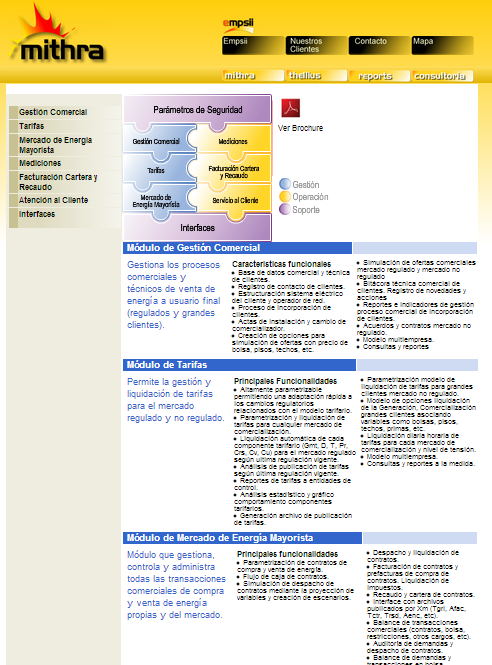 mithra
empsii
Empsii
Nuestros
Clientes
Contacto
Mapa
mithra
thellius
reports
consultoria
Gestión Comercial
Tarifas
Mercado de Energía
Mayorista
Mediciones
Facturación Cartera y
Recaudo
Atención al Cliente
Interfaces
Parámetros de Seguridad
Gestión Comercial
Mediciones
Tarifas
Facturación Cartera
y Recaudo
Mercado de
Energía Mayorista
Servicio al Cliente
Interfaces
Ver Brochure
Gestión
Operación
Soporte
Módulo de Gestión Comercial
Gestiona los procesos
comerciales y
técnicos de venta de
energía a usuario final
(regulados y grandes
clientes).
Características funcionales
• Base de datos comercial y técnica
de clientes.
• Registro de contacto de clientes.
• Estructuración sistema eléctrico
del cliente y operador de red.
• Proceso de incorporación de
clientes.
• Actas de instalación y cambio de
comercializador.
• Creación de opciones para
simulación de ofertas con precio de
bolsa, pisos, techos, etc.
• Simulación de ofertas comerciales
mercado regulado y mercado no
regulado
• Bitácora técnica comercial de
clientes. Registro de novedades y
acciones
• Reportes e indicadores de gestión
proceso comercial de incorporación
de clientes.
• Acuerdos y contratos mercado no
regulado.
• Modelo multiempresa.
• Consultas y reportes
Módulo de Tarifas
Permite la gestión y
liquidación de tarifas
para el mercado
regulado y no regulado.
Principales Funcionalidades
• Altamente parametrizable
permitiendo una adaptación rápida a
los cambios regulatorios
relacionados con el modelo tarifario.
• Parametrización y liquidación de
tarifas para cualquier mercado de
comercialización.
• Liquidación automática de cada
componente tarifario (Gmt, D, T, Pr,
Crs, Cv, Cu) para el mercado regulado
según última regulación vigente.
• Análisis de publicación de tarifas
según última regulación vigente.
• Reportes de tarifas a entidades de
control.
• Análisis estadístico y gráfico
comportamiento componentes
tarifarios.
• Generación archivo de publicación
de tarifas.
• Parametrización modelo de
liquidación de tarifas para grandes
clientes mercado no regulado.
• Modelo de opciones liquidación
de la Generación, Comercialización
grandes clientes asociando
variables como bolsas, pisos,
techos, primas, etc.
• Liquidación diaria horaria de
tarifas para cada mercado de
comercialización y nivel de tensión.
• Modelo multiempresa.
• Consultas y reportes a la medida.
Módulo de Mercado de Energía Mayorista
Módulo que gestiona,
controla y administra
todas las transacciones
comerciales de compra
y venta de energía
propias y del mercado.
Principales funcionalidades
• Parametrización de contratos de
compra y venta de energía.
• Flujo de caja de contratos.
• Simulación de despacho de
contratos mediante la proyección de
variables y creación de escenarios.
• Despacho y liquidación de
contratos.
• Facturación de contratos y
prefacturas de compra de
contratos. Liquidación de
impuestos.
• Recaudo y cartera de contratos.
• Interface con archivos
publicados por Xm (Tgrl, Afac,
Tctr, Trsd, Aenc, etc).
• Balance de transacciones
comerciales (contratos, bolsa,
restricciones, otros cargos, etc).
• Auditoría de demandas y
despacho de contratos.
• Balance de demandas y
transacciones en bolsa